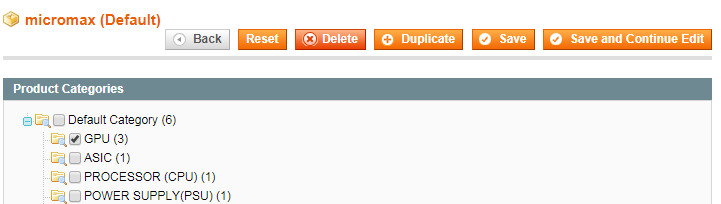 micromax (Default)
Back Reset Delete Duplicate Save Save and Continue Edit
Product Categories
Default Category (6)
GPU (3)
ASIC (1)
PROCESSOR (CPU) (1)
POWER SUPPLY(PSU) (1)